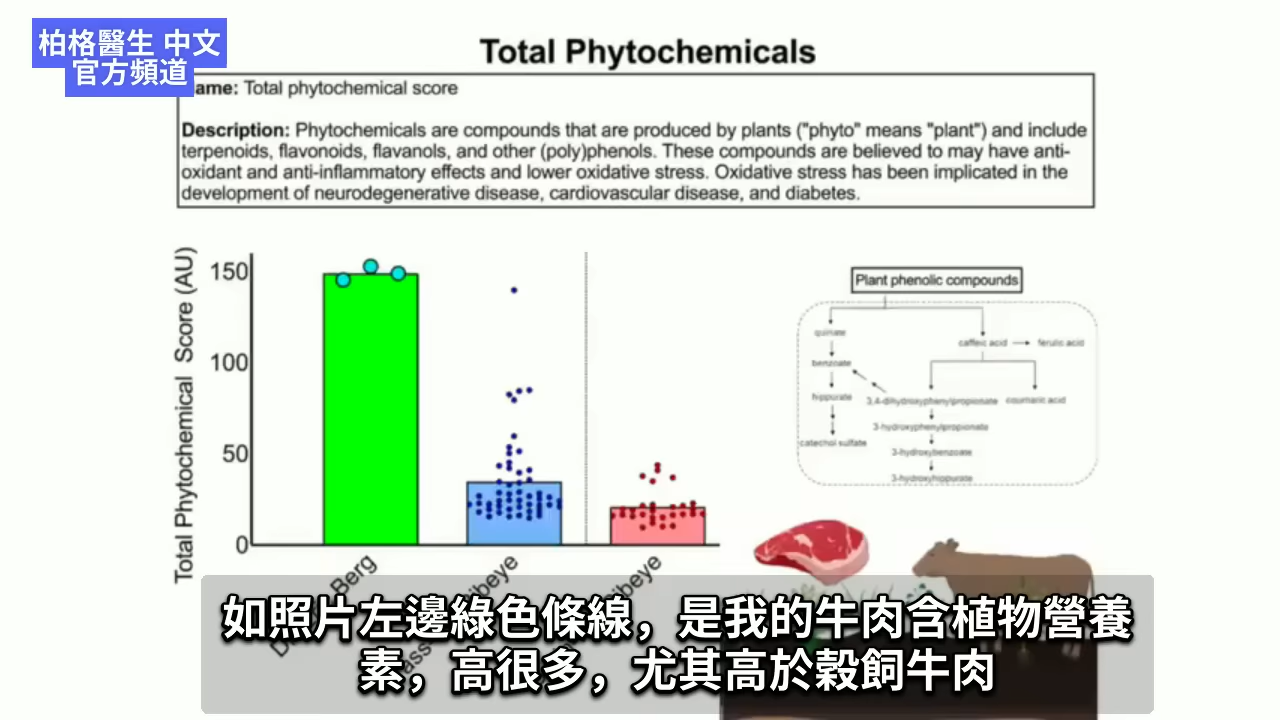 柏格醫生 中文
官方頻道
Total Phytochemicals
ame: Total phytochemical score
Description: Phytochemicals are compounds that are produced by plants ("phyto" means "plant") and include
terpenoids, flavonoids, flavanols, and other (poly)phenols. These compounds are believed to may have anti-
oxidant and anti-inflammatory effects and lower oxidative stress. Oxidative stress has been implicated in the
development of neurodegenerative disease, cardiovascular disease, and diabetes.
Total Phytochemical Score (AU)
150
100
50
0
Berg
ibeye
ibeye
Plant phenolic compounds
quinate
caffeic acid
ferulic acid
benzoate
hippurate
3,4-dihydroxyphenylpropionate
coumaric acid
3-hydroxyphenylpropionate
catechol sulfate
3-hydroxybenzoate
3-hydroxyhippurate
如照片左邊綠色條線，是我的牛肉含植物營養
素，高很多，尤其高於穀飼牛肉